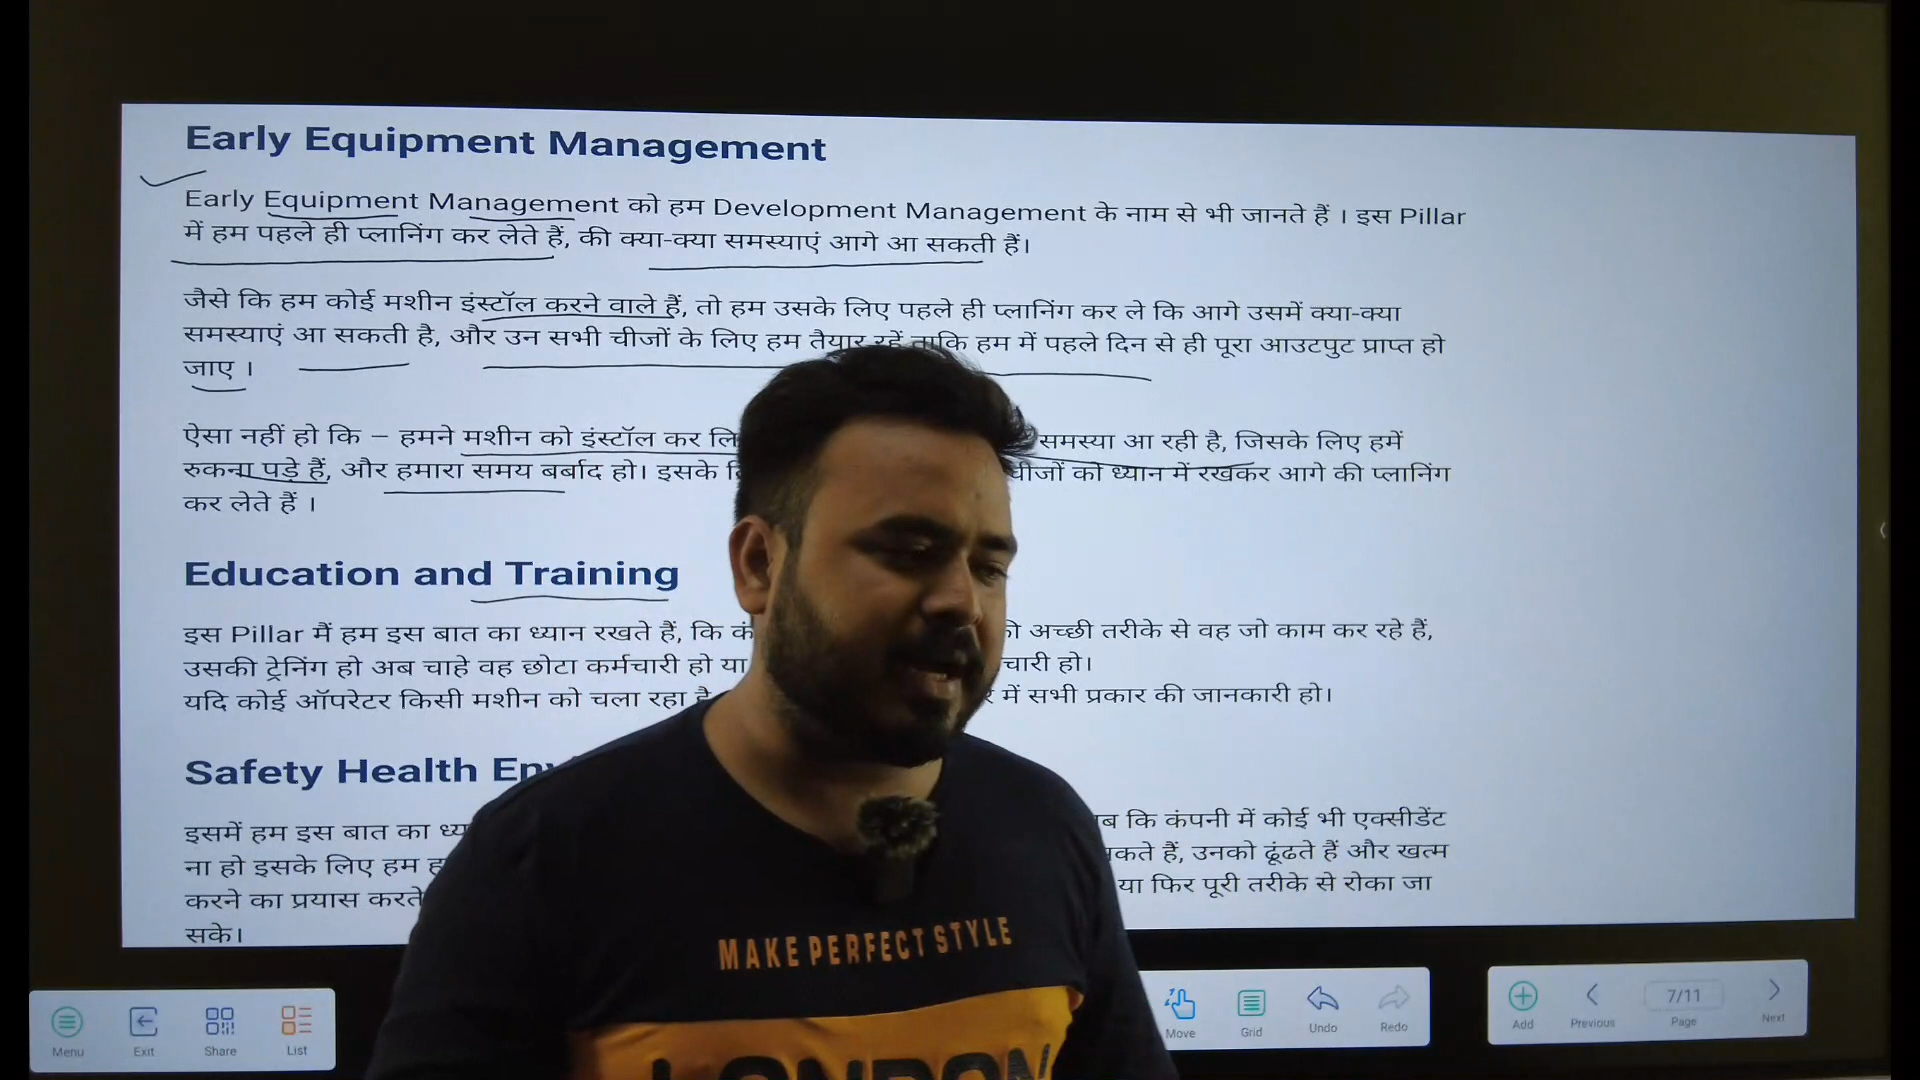 Early Equipment Management
Early Equipment Management को हम Development Management के नाम से भी जानते हैं । इस Pillar
में हम पहले ही प्लानिंग कर लेते हैं, की क्या-क्या समस्याएं आगे आ सकती हैं।
जैसे कि हम कोई मशीन इंस्टॉल करने वाले हैं, तो हम उसके लिए पहले ही प्लानिंग कर ले कि आगे उसमें क्या-क्या
समस्याएं आ सकती है, और उन सभी चीजों के लिए हम तैयार रहें ताकि हम में पहले दिन से ही पूरा आउटपुट प्राप्त हो
जाए ।
ऐसा नहीं हो कि – हमने मशीन को इंस्टॉल कर समस्या आ रही है, जिसके लिए हमें
रुकना पड़े हैं, और हमारा समय बर्बाद हो। इसके चीजों को ध्यान में रखकर आगे की प्लानिंग
कर लेते हैं ।
Education and Training
इस Pillar मैं हम इस बात का ध्यान रखते हैं, कि अच्छी तरीके से वह जो काम कर रहे हैं,
उसकी ट्रेनिंग हो अब चाहे वह छोटा कर्मचारी हो या हो।
यदि कोई ऑपरेटर किसी मशीन को चला रहा में सभी प्रकार की जानकारी हो।
Safety Health
इसमें हम इस बात का कि कंपनी में कोई भी एक्सीडेंट
ना हो इसके लिए हम हैं, उनको ढूंढते हैं और खत्म
करने का प्रयास करते या फिर पूरी तरीके से रोका जा
सके।
MAKE PERFECT STYLE
LONDON
Menu Exit Share List Move Grid Undo Redo Add Previous 7/11 Page Next